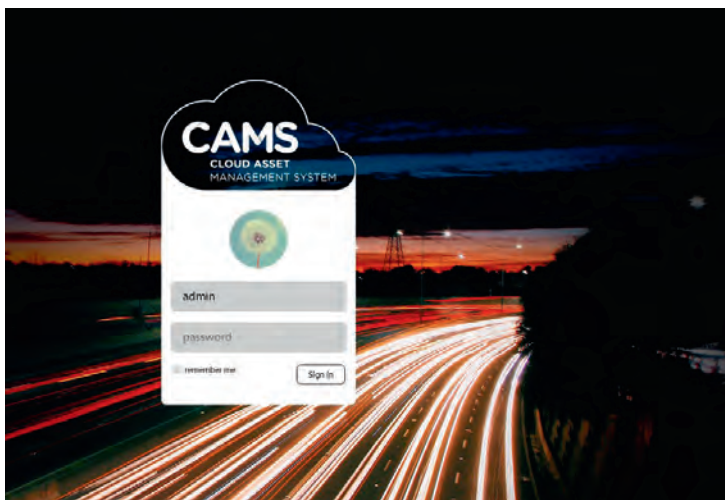 CAMS
CLOUD ASSET
MANAGEMENT SYSTEM
admin
password
remember me
Sign In